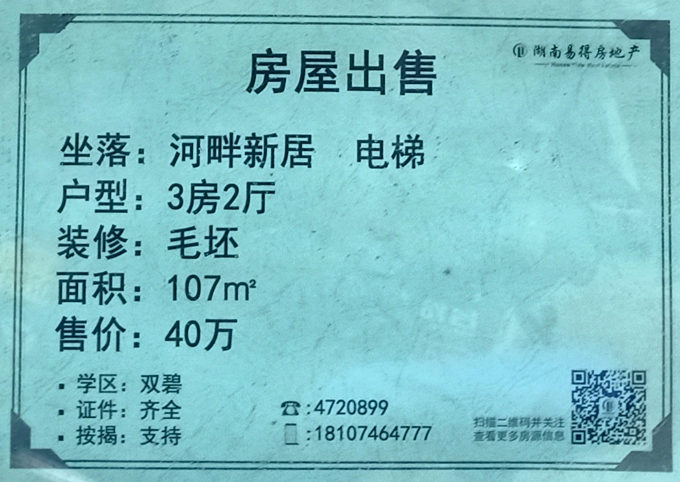 湖南易得房地产
房屋出售
坐落：河畔新居 电梯
户型：3房2厅
装修：毛坯
面积：107㎡
售价：40万
▪ 学区：双碧
▪ 证件：齐全
▪ 按揭：支持
☎:4720899
:18107464777
扫描二维码并关注
查看更多房源信息